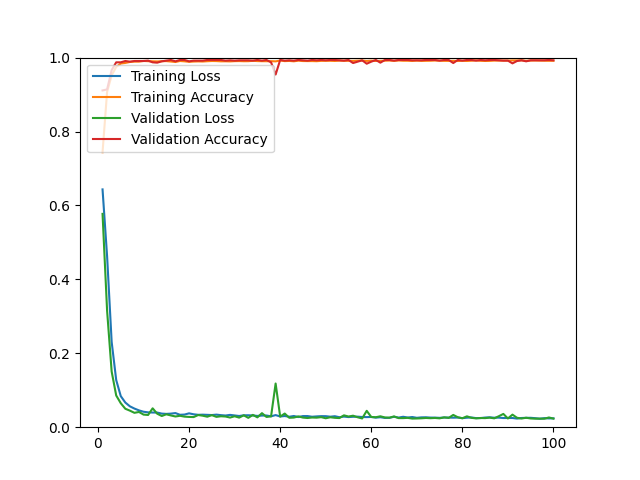 1.0
0.8
0.6
0.4
0.2
0.0
Training Loss
Training Accuracy
Validation Loss
Validation Accuracy
0 20 40 60 80 100